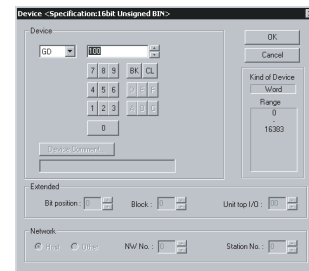 Device <Specification:16bit Unsigned BIN>
Device
GD 100
OK
Cancel
7 8 9 BK CL
4 5 6 D E F
1 2 3 A B C
0
Kind of Device
Word
Range
0
-
16383
Device Comment...
Extended
Bit position : 0 Block : 0 Unit top I/O : 00
Network
Host Other NW No. : 0 Station No. : 0